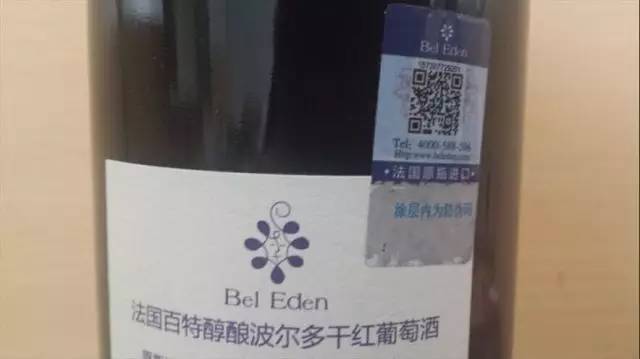 Bel Eden
Tel: 4000-588-506
法国原瓶进口
涂层内为防伪码
Bel Eden
法国百特醇酿波尔多干红葡萄酒